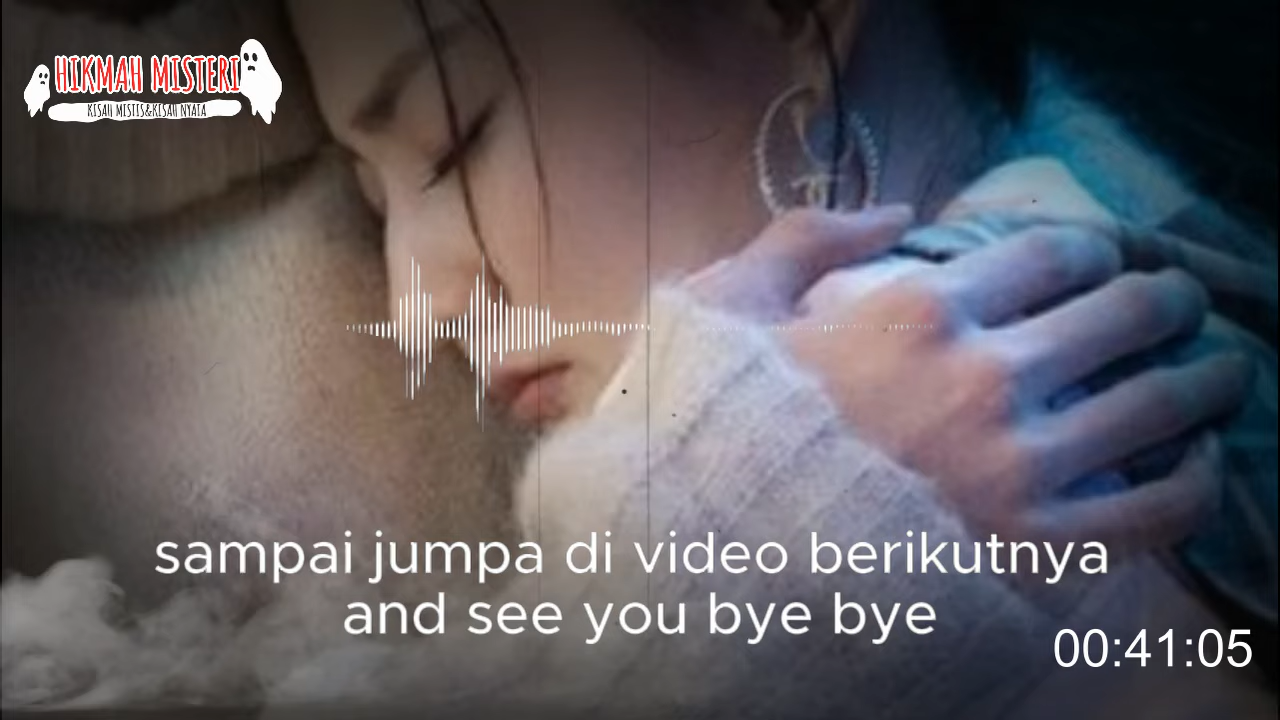 HIKMAH MISTERI
KISAH MISTIS&KISAH NYATA
sampai jumpa di video berikutnya
and see you bye bye
00:41:05